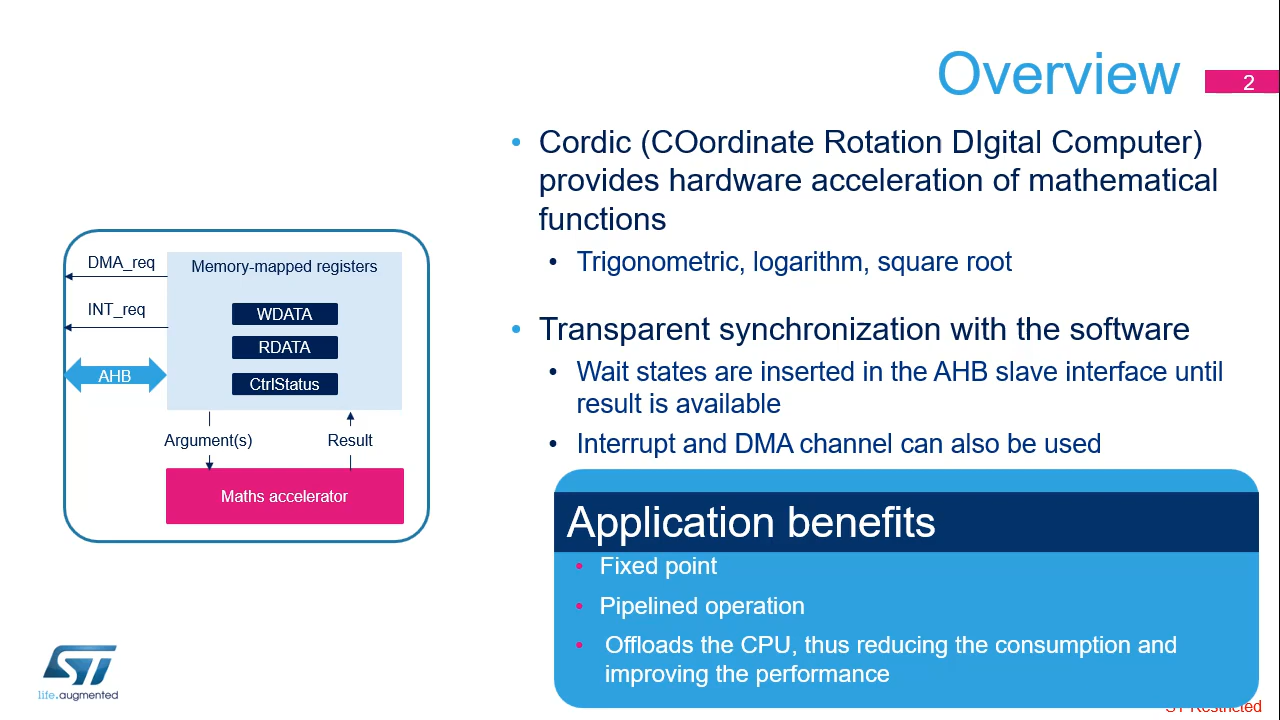 Overview
2
• Cordic (COordinate Rotation DIgital Computer)
provides hardware acceleration of mathematical
functions
• Trigonometric, logarithm, square root
• Transparent synchronization with the software
• Wait states are inserted in the AHB slave interface until
result is available
• Interrupt and DMA channel can also be used
DMA_req
Memory-mapped registers
INT_req
WDATA
RDATA
AHB
CtrlStatus
Argument(s)
Result
Maths accelerator
Application benefits
• Fixed point
• Pipelined operation
• Offloads the CPU, thus reducing the consumption and
improving the performance
ST
life.augmented
ST Restricted